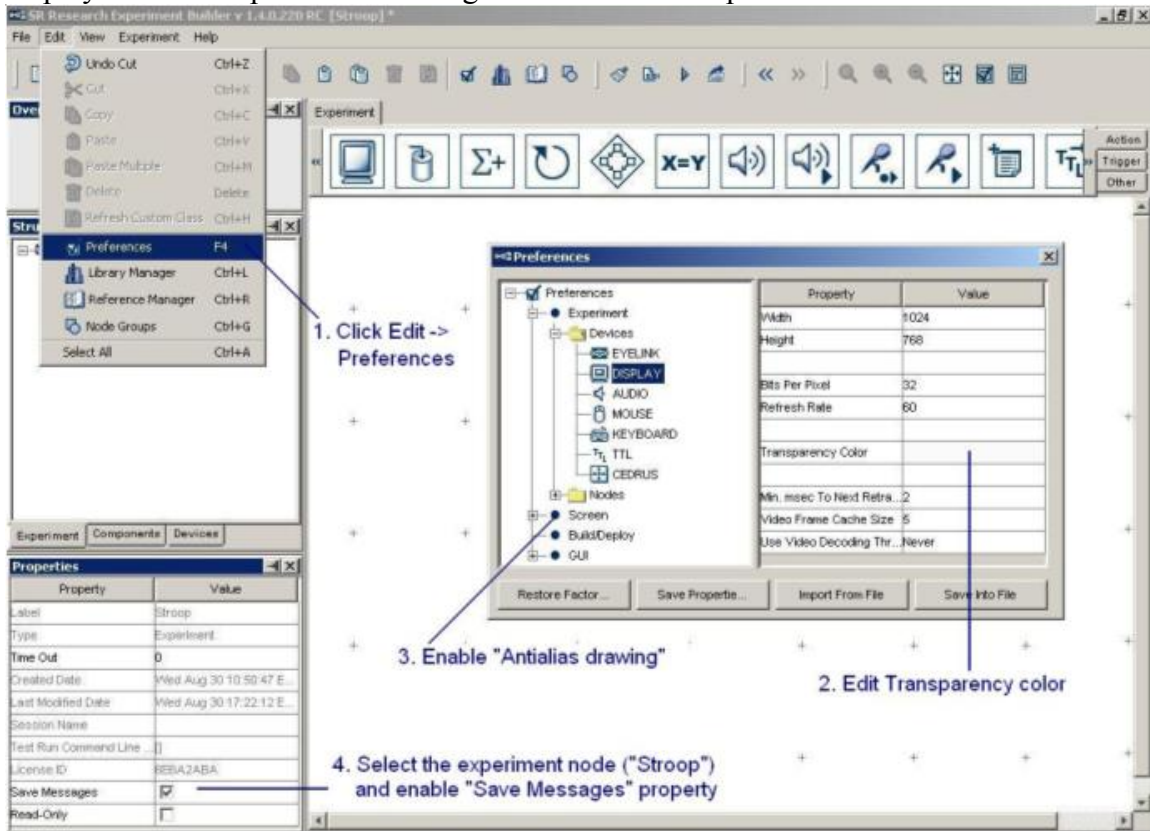 SR Research Experiment Builder v 1.4.0.220 RC [Stroop] *
File Edit View Experiment Help
Undo Cut Ctrl+Z
Cut Ctrl+X
Copy Ctrl+C
Paste Ctrl+V
Paste Multiple Ctrl+M
Delete Delete
Refresh Custom Class Ctrl+H
Preferences F4
Library Manager Ctrl+L
Reference Manager Ctrl+R
Node Groups Ctrl+G
Select All Ctrl+A
Over
Stru
Experiment
Σ+
X=Y
TTL
Action
Trigger
Other
1. Click Edit ->
Preferences
Preferences
Preferences
Experiment
Devices
EYELINK
DISPLAY
AUDIO
MOUSE
KEYBOARD
TTL TTL
CEDRUS
Nodes
Screen
Build/Deploy
GUI
Property Value
Width 1024
Height 768
Bits Per Pixel 32
Refresh Rate 60
Transparency Color
Min. msec To Next Retra... 2
Video Frame Cache Size 5
Use Video Decoding Thr... Never
Restore Factor... Save Propertie... Import From File Save Into File
3. Enable "Antialias drawing"
2. Edit Transparency color
Experiment Components Devices
Properties
Property Value
Label Stroop
Type Experiment
Time Out 0
Created Date Wed Aug 30 10:50:47 E...
Last Modified Date Wed Aug 30 17:22:12 E...
Session Name
Test Run Command Line ... []
License ID
Save Messages
Read-Only
4. Select the experiment node ("Stroop")
and enable "Save Messages" property